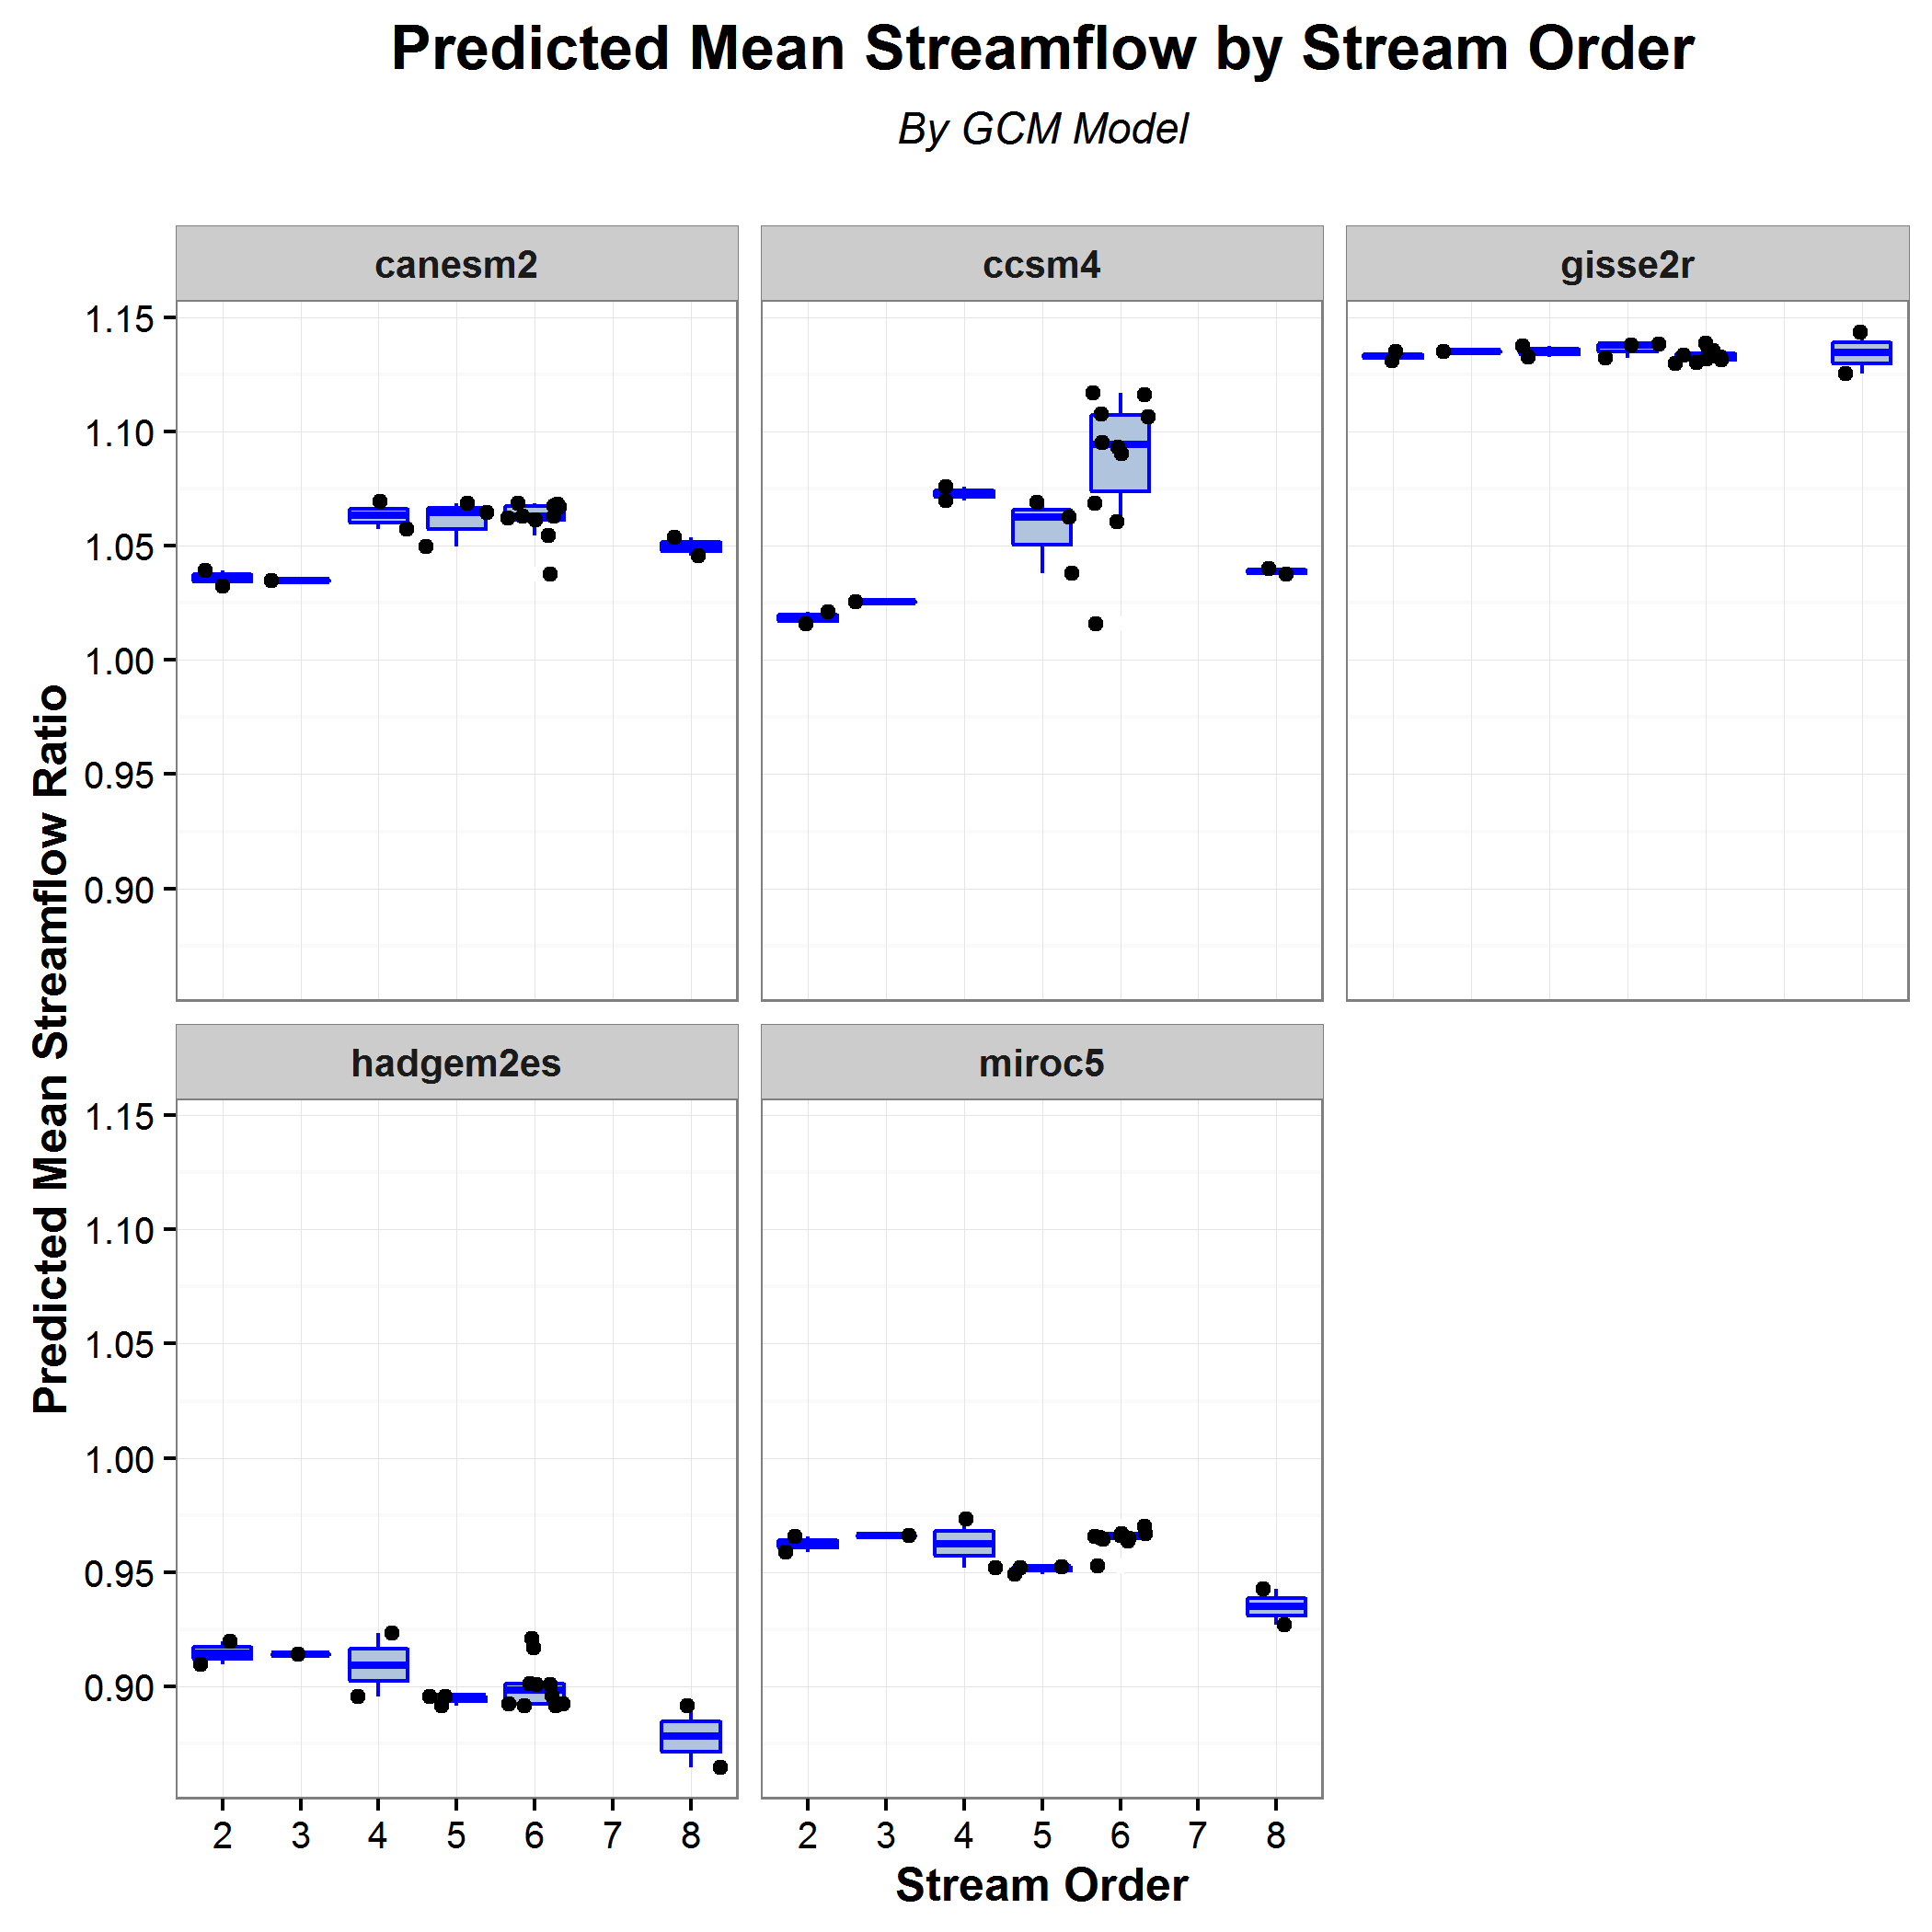 Predicted Mean Streamflow by Stream Order
By GCM Model
canesm2
ccsm4
gisse2r
1.15
1.10
1.05
1.00
0.95
0.90
Predicted Mean Streamflow Ratio
hadgem2es
miroc5
1.15
1.10
1.05
1.00
0.95
0.90
2 3 4 5 6 7 8
2 3 4 5 6 7 8
Stream Order